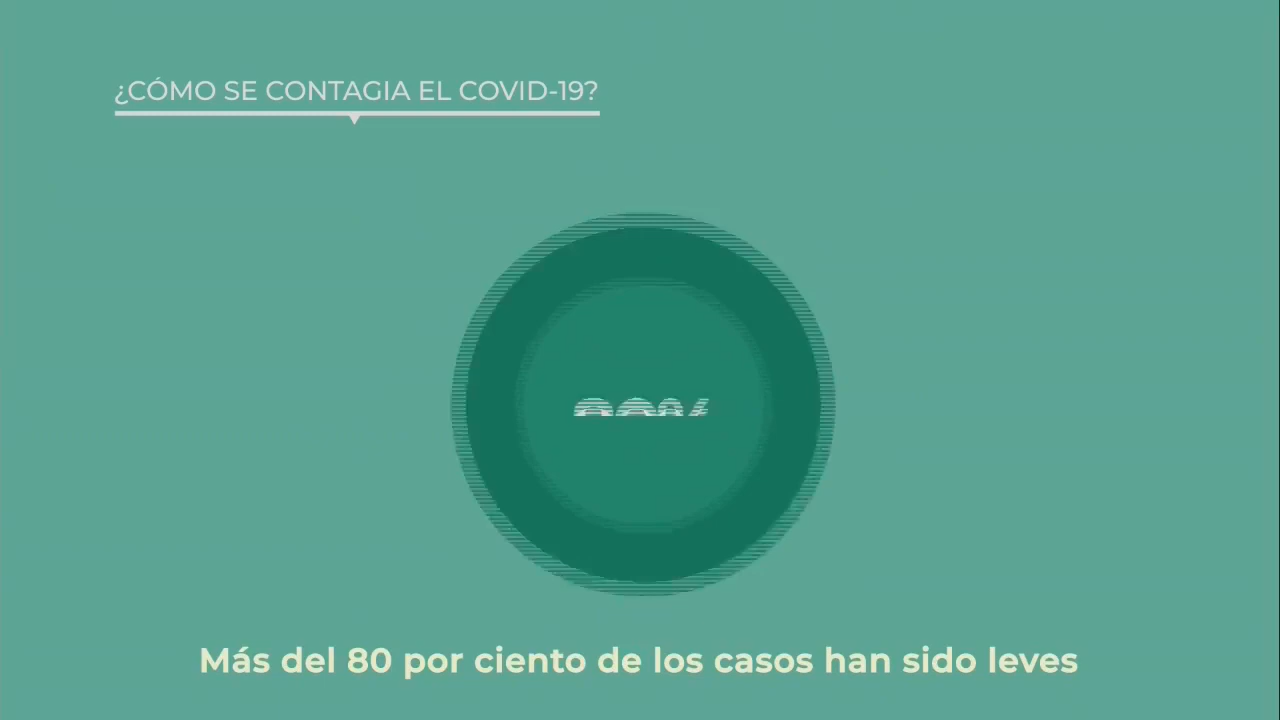 ¿CÓMO SE CONTAGIA EL COVID-19?
Más del 80 por ciento de los casos han sido leves